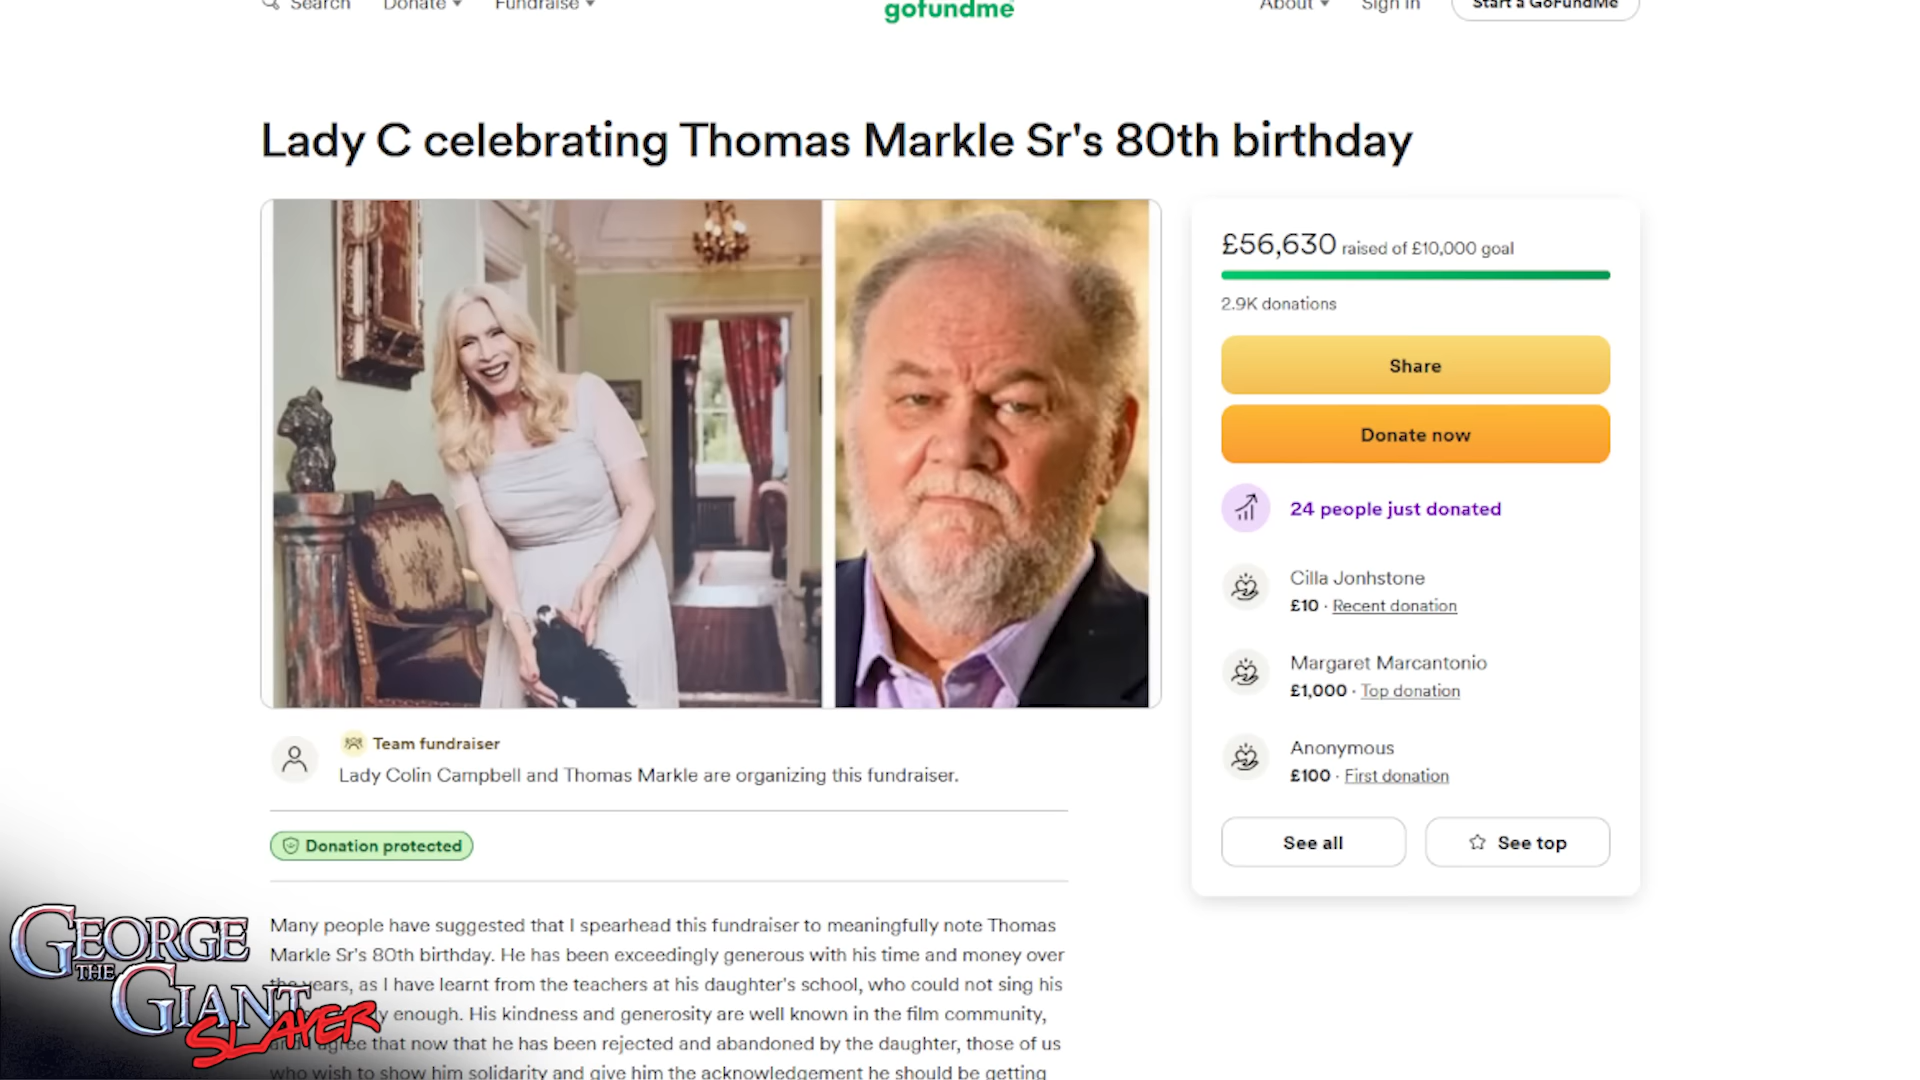 Search Donate Fundraise gofundme About Sign in Start a GoFundMe
Lady C celebrating Thomas Markle Sr's 80th birthday
£56,630 raised of £10,000 goal
2.9K donations
Share
Donate now
24 people just donated
Cilla Jonhstone
£10 · Recent donation
Margaret Marcantonio
£1,000 · Top donation
Anonymous
£100 · First donation
See all See top
Team fundraiser
Lady Colin Campbell and Thomas Markle are organizing this fundraiser.
Donation protected
Many people have suggested that I spearhead this fundraiser to meaningfully note Thomas
Markle Sr's 80th birthday. He has been exceedingly generous with his time and money over
the years, as I have learnt from the teachers at his daughter's school, who could not sing his
enough. His kindness and generosity are well known in the film community,
and I agree that now that he has been rejected and abandoned by the daughter, those of us
who wish to show him solidarity and give him the acknowledgement he should be getting
GEORGE
THE
GIANT
SLAYER